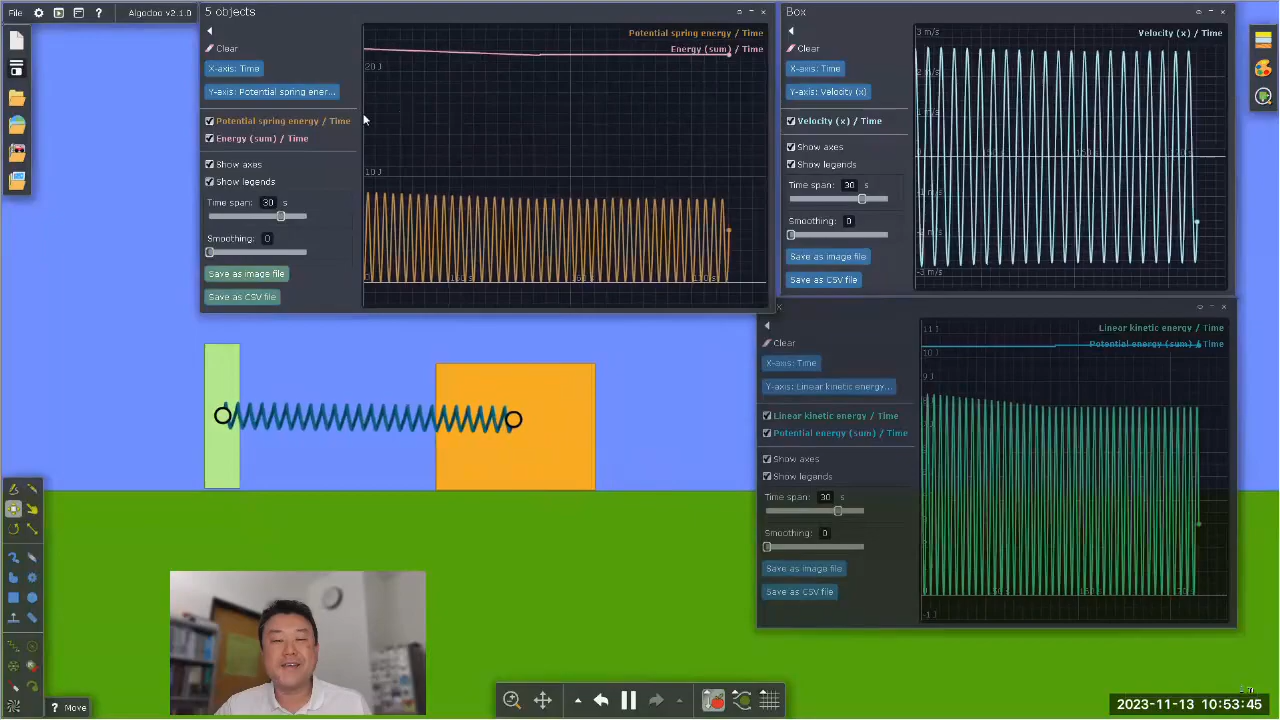 File
?
Algodoo v2.1.0
5 objects
Clear
X-axis: Time
Y-axis: Potential spring ener...
Potential spring energy / Time
Energy (sum) / Time
Show axes
Show legends
Time span: 30 s
Smoothing: 0
Save as image file
Save as CSV file
Potential spring energy / Time
Energy (sum) / Time
20 J
10 J
Box
Clear
X-axis: Time
Y-axis: Velocity (x)
Velocity (x) / Time
Show axes
Show legends
Time span: 30 s
Smoothing: 0
Save as image file
Save as CSV file
Velocity (x) / Time
3 m/s
-3 m/s
Clear
X-axis: Time
Y-axis: Linear kinetic energy...
Linear kinetic energy / Time
Potential energy (sum) / Time
Show axes
Show legends
Time span: 30 s
Smoothing: 0
Save as image file
Save as CSV file
Linear kinetic energy / Time
Potential energy (sum) / Time
11 J
10 J
9 J
-1 J
? Move
2023-11-13 10:53:45